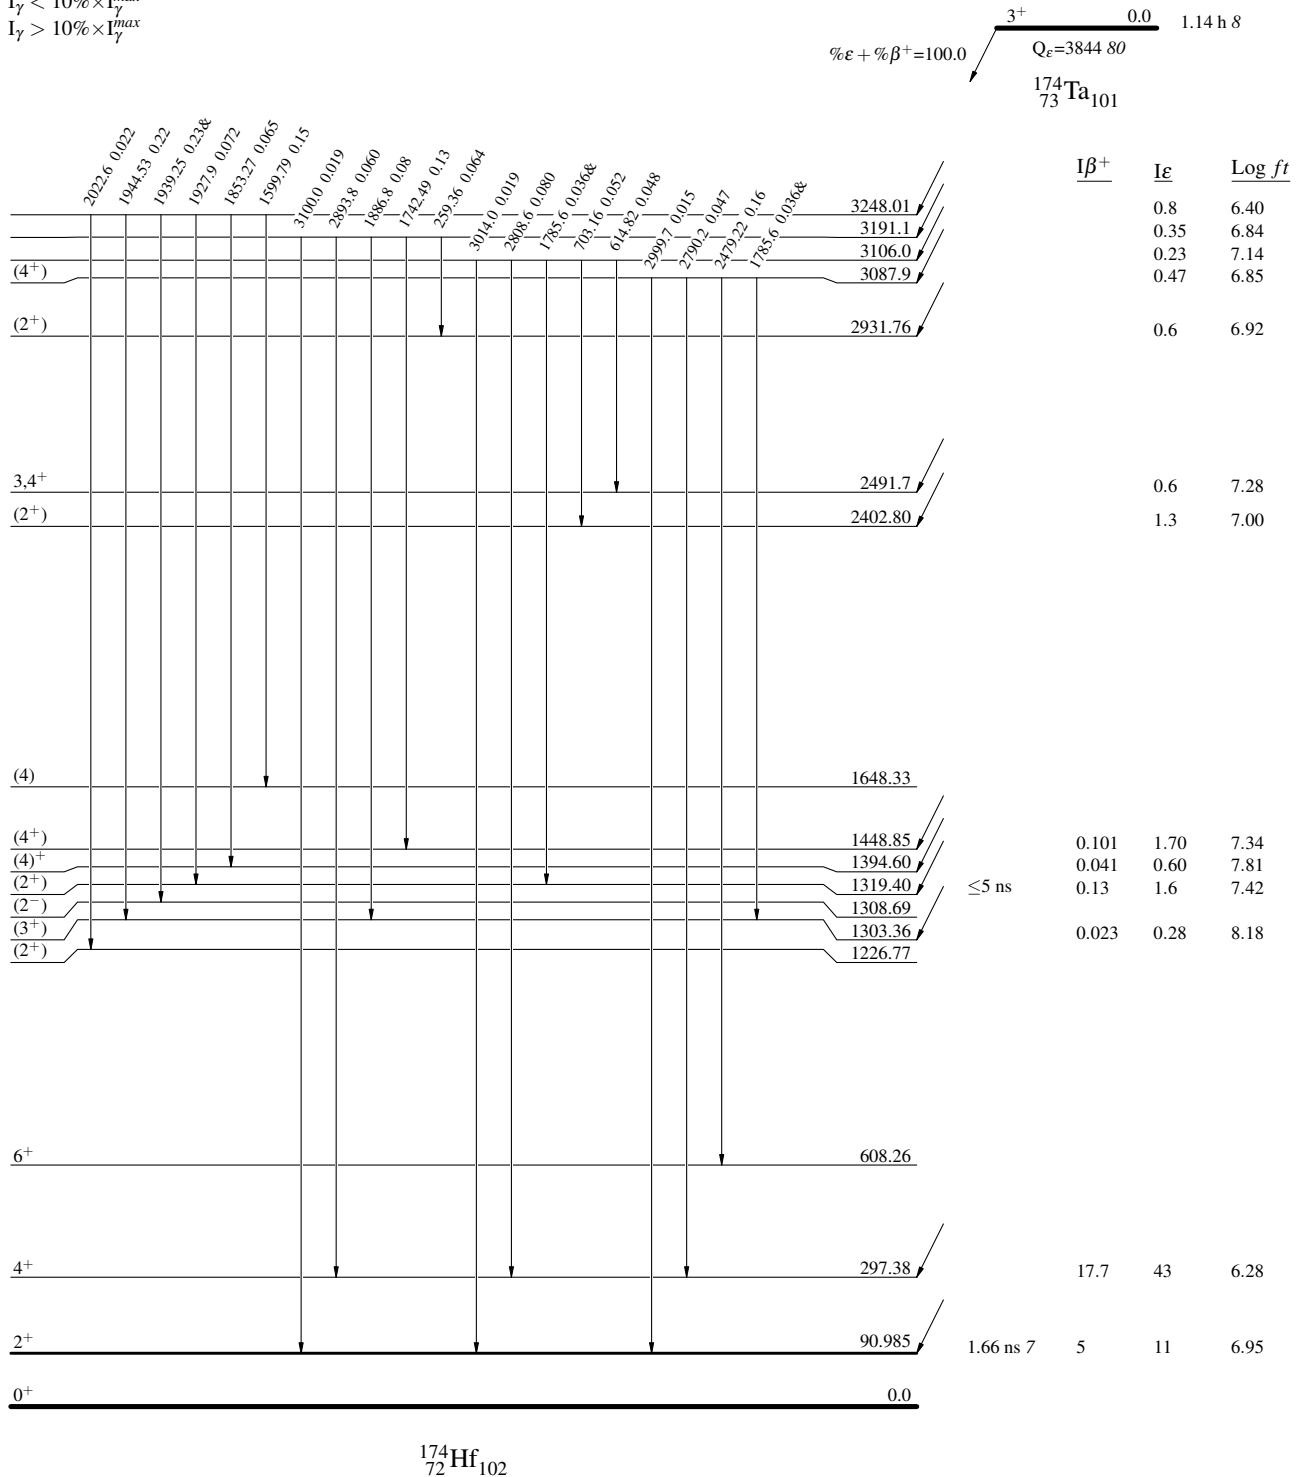 I_γ < 10%×I_γ^max
I_γ > 10%×I_γ^max
3⁺ 0.0 1.14 h 8
%ε+%β⁺=100.0 Q_ε=3844 80
¹⁷⁴₇₃Ta₁₀₁
2022.6 0.022
1944.53 0.22
1939.25 0.23&
1927.9 0.072
1853.27 0.065
1599.79 0.15
3100.0 0.019
2893.8 0.060
1886.8 0.08
1742.49 0.13
259.36 0.064
3014.0 0.019
2808.6 0.080
1785.6 0.036&
703.16 0.052
614.82 0.048
2999.7 0.015
2790.2 0.047
2479.22 0.16
1785.6 0.036&
Iβ⁺ Iε Log ft
3248.01 0.8 6.40
3191.1 0.35 6.84
3106.0 0.23 7.14
(4⁺) 3087.9 0.47 6.85
(2⁺) 2931.76 0.6 6.92
3,4⁺ 2491.7 0.6 7.28
(2⁺) 2402.80 1.3 7.00
(4) 1648.33
(4⁺) 1448.85 0.101 1.70 7.34
(4)⁺ 1394.60 0.041 0.60 7.81
(2⁺) 1319.40 ≤5 ns 0.13 1.6 7.42
(2⁻) 1308.69
(3⁺) 1303.36 0.023 0.28 8.18
(2⁺) 1226.77
6⁺ 608.26
4⁺ 297.38 17.7 43 6.28
2⁺ 90.985 1.66 ns 7 5 11 6.95
0⁺ 0.0
¹⁷⁴₇₂Hf₁₀₂